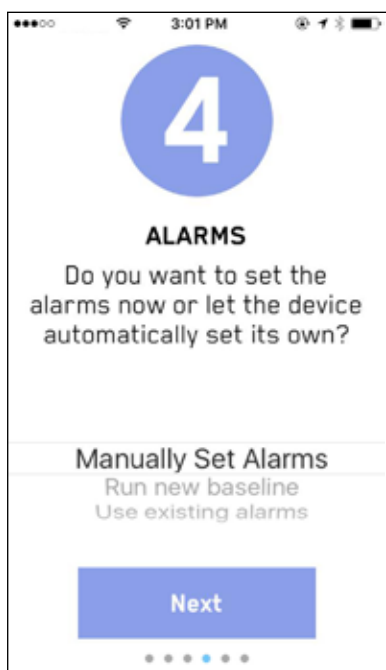 3:01 PM
4
ALARMS
Do you want to set the
alarms now or let the device
automatically set its own?
Manually Set Alarms
Run new baseline
Use existing alarms
Next